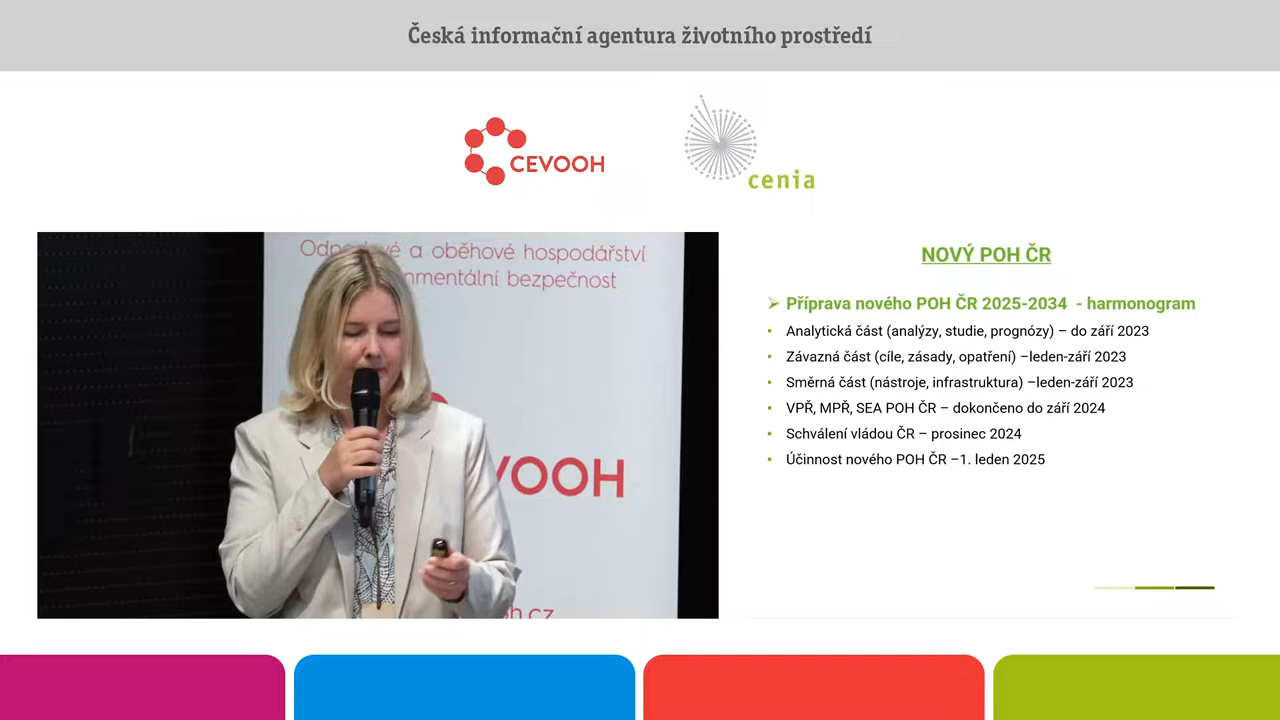 Česká informační agentura životního prostředí
CEVOOH
cenia
Odpadové a oběhové hospodářství
nmentální bezpečnost
VOOH
oh.cz
NOVÝ POH ČR
Příprava nového POH ČR 2025-2034 - harmonogram
Analytická část (analýzy, studie, prognózy) – do září 2023
Závazná část (cíle, zásady, opatření) –leden-září 2023
Směrná část (nástroje, infrastruktura) –leden-září 2023
VPŘ, MPŘ, SEA POH ČR – dokončeno do září 2024
Schválení vládou ČR – prosinec 2024
Účinnost nového POH ČR –1. leden 2025